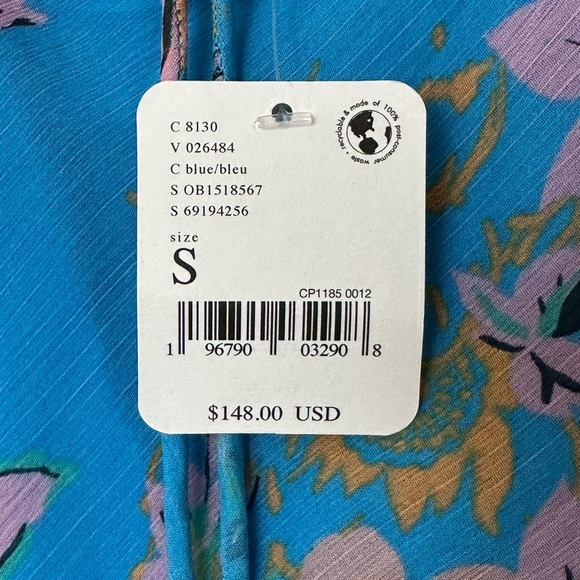 C 8130
V 026484
C blue/bleu
S OB1518567
S 69194256
size
S
recyclable & made of 100% post-consumer waste •
CP1185 0012
1 96790 03290 8
$148.00 USD